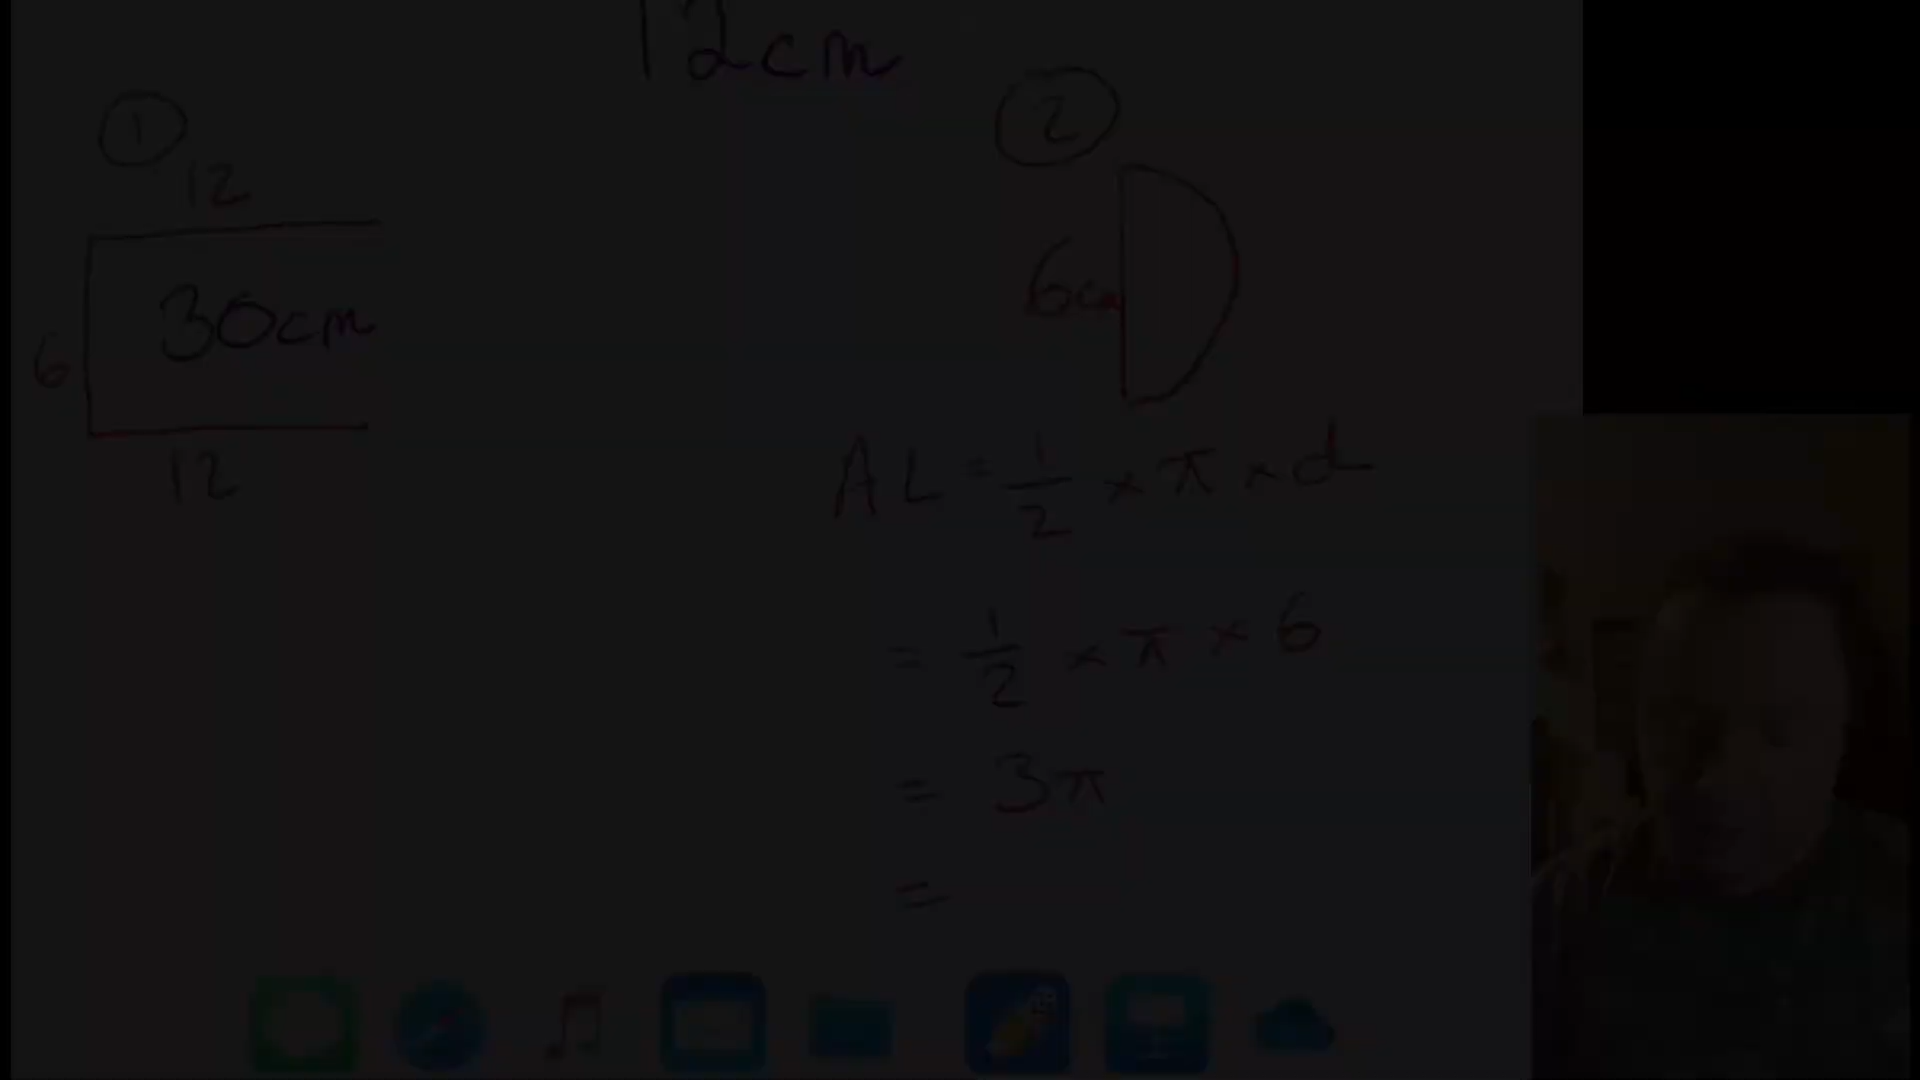 12cm
1
12
30cm
6
12
2
6cm
AL = 1/2 × π × d
= 1/2 × π × 6
= 3π
=